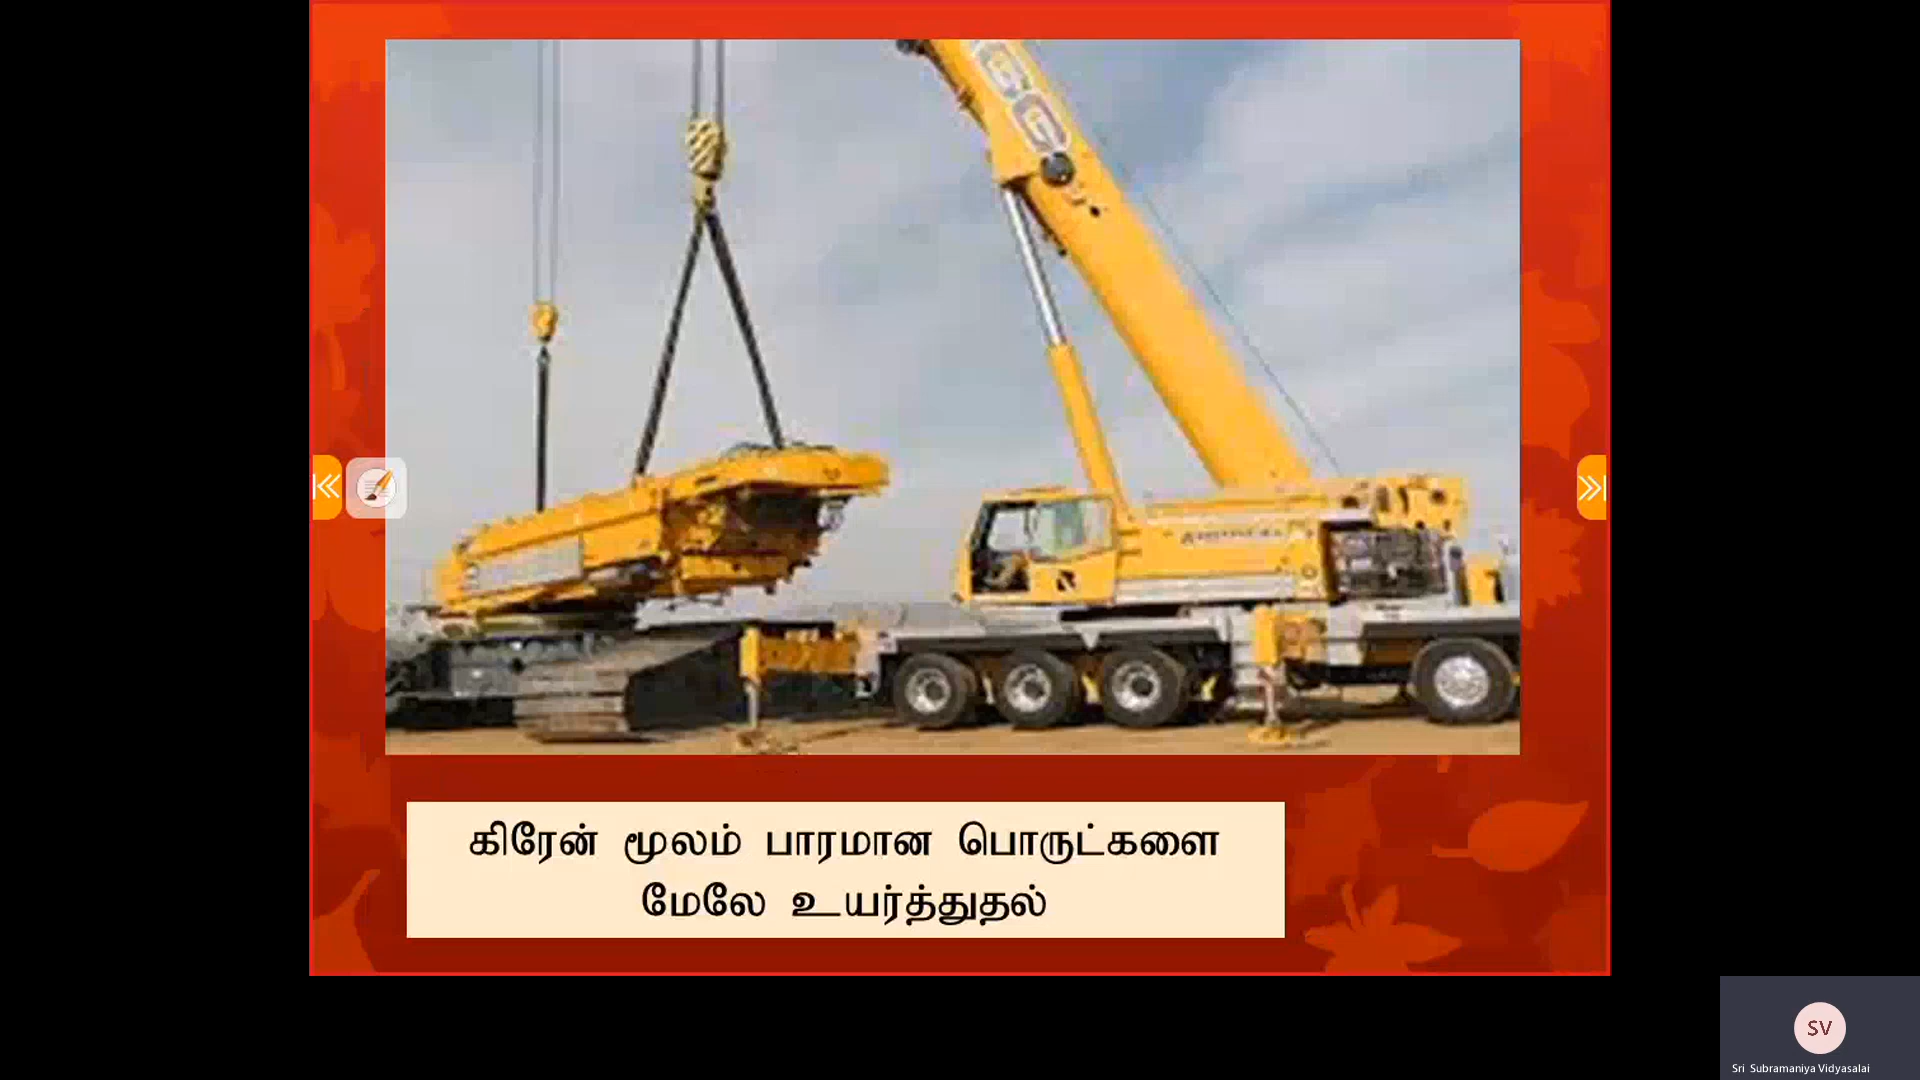 கிரேன் மூலம் பாரமான பொருட்களை
மேலே உயர்த்துதல்
SV
Sri Subramaniya Vidyasalai